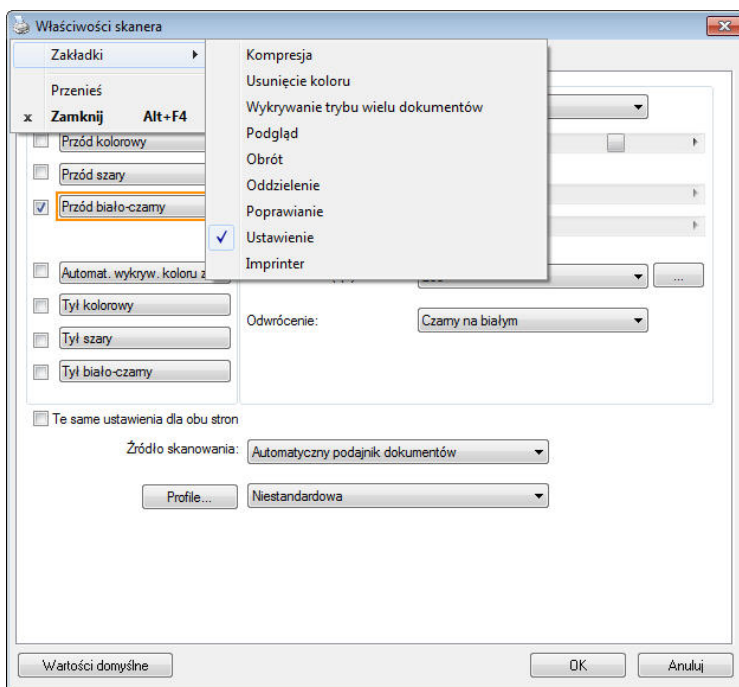 Właściwości skanera
Zakładki
Przenieś
x Zamknij Alt+F4
Kompresja
Usunięcie koloru
Wykrywanie trybu wielu dokumentów
Podgląd
Obrót
Oddzielenie
Poprawianie
Ustawienie
Imprinter
Przód kolorowy
Przód szary
Przód biało-czarny
Automat. wykryw. koloru z
Tył kolorowy
Tył szary
Tył biało-czarny
Odwrócenie: Czarny na białym
...
Te same ustawienia dla obu stron
Źródło skanowania: Automatyczny podajnik dokumentów
Profile... Niestandardowa
Wartości domyślne OK Anuluj